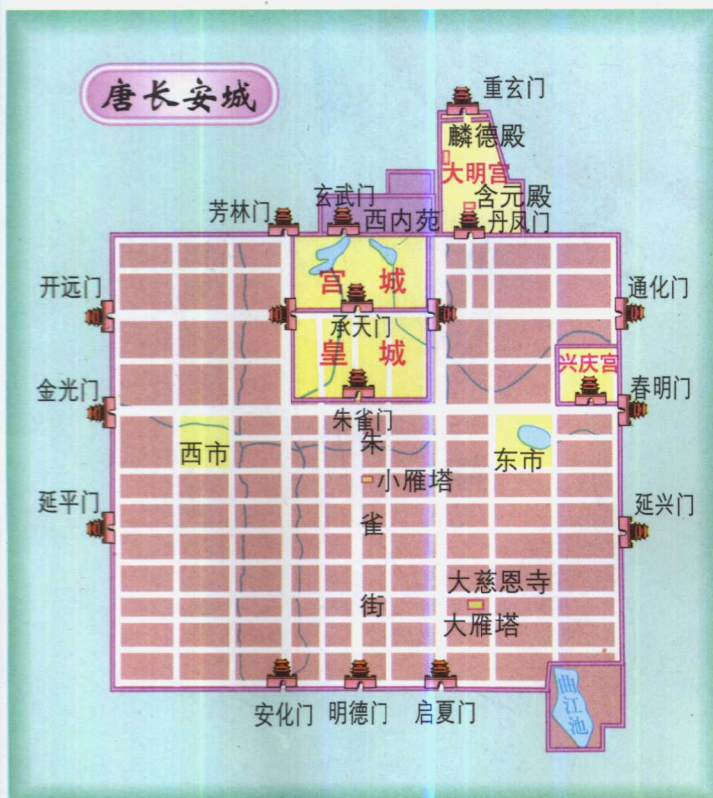 唐长安城
重玄门
麟德殿
大明宫
含元殿
丹凤门
玄武门
芳林门
西内苑
开远门
宫城
通化门
承天门
皇城
兴庆宫
金光门
春明门
朱雀门
朱雀街
西市
东市
小雁塔
延平门
延兴门
大慈恩寺
大雁塔
曲江池
安化门
明德门
启夏门